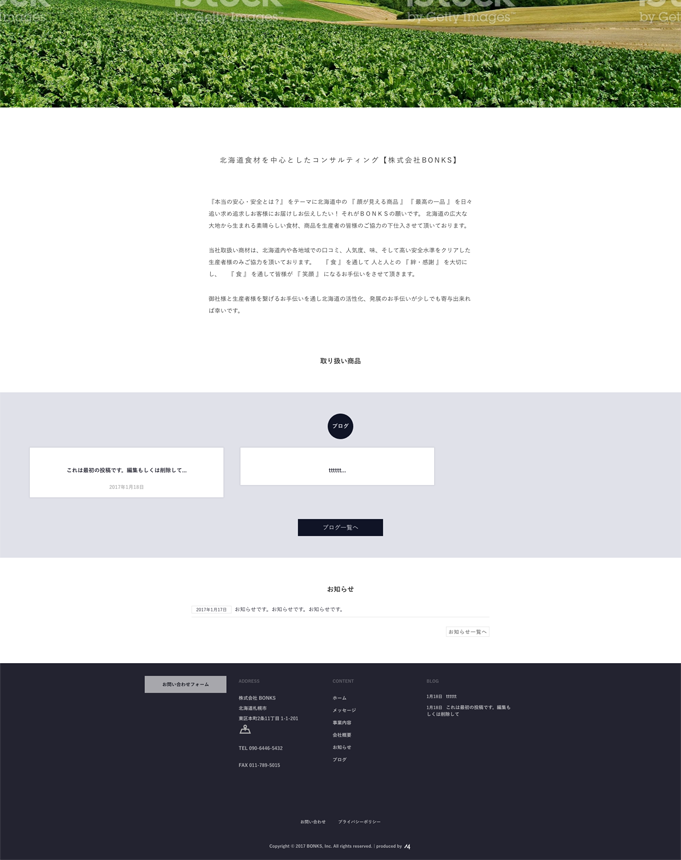 iStock
by Getty Images
北海道食材を中心としたコンサルティング【株式会社BONKS】
『本当の安心・安全とは？』 をテーマに北海道中の 『 顔が見える商品 』 『 最高の一品 』 を日々
追い求め追求しお客様にお届けしお伝えしたい！ それがＢＯＮＫＳの願いです。 北海道の広大な
大地から生まれる素晴らしい食材、商品を生産者の皆様のご協力の下仕入させて頂いております。
当社取扱い商材は、北海道内や各地域での口コミ、人気度、味、そして高い安全水準をクリアした
生産者様のみご協力を頂いております。　『 食 』 を通して 人と人との 『 絆・感謝 』 を大切に
し、　『 食 』 を通して皆様が 『 笑顔 』 になるお手伝いをさせて頂きます。
御社様と生産者様を繋げるお手伝いを通し北海道の活性化、発展のお手伝いが少しでも寄与出来れ
ば幸いです。
取り扱い商品
ブログ
これは最初の投稿です。編集もしくは削除して...
2017年1月18日
tttttt...
ブログ一覧へ
お知らせ
2017年1月17日 お知らせです。お知らせです。お知らせです。
お知らせ一覧へ
お問い合わせフォーム
ADDRESS
株式会社 BONKS
北海道札幌市
東区本町2条11丁目 1-1-201
TEL 090-6446-5432
FAX 011-789-5015
CONTENT
ホーム
メッセージ
事業内容
会社概要
お知らせ
ブログ
BLOG
1月18日 tttttt
1月18日 これは最初の投稿です。編集も
しくは削除して
お問い合わせ プライバシーポリシー
Copyright © 2017 BONKS, Inc. All rights reserved. / produced by